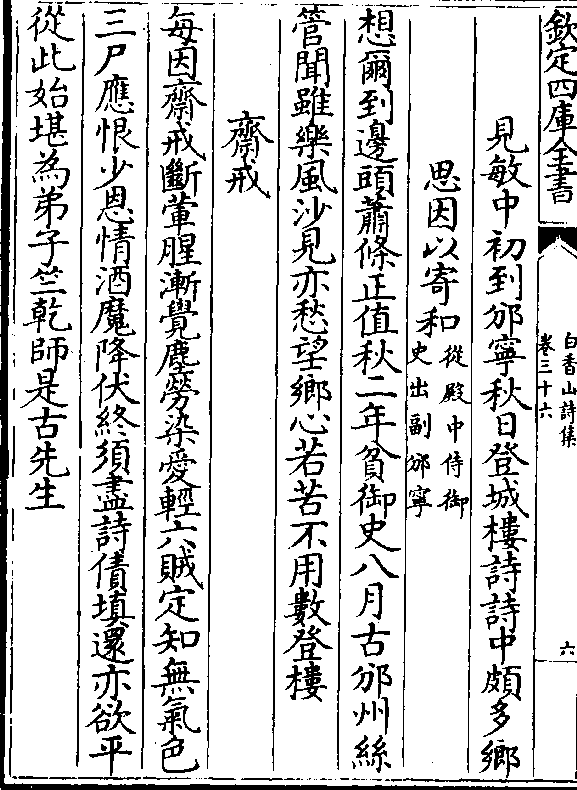 欽定四庫全書
白香山詩集
卷三十六
六
見敏中初到邠寧秋日登城樓詩詩中頗多鄉
思因以寄和從殿中侍御
史出副邠寧
想爾到邊頭蕭條正值秋二年貧御史八月古邠州絲
管聞雖樂風沙見亦愁望鄉心若苦不用數登樓
齋戒
每因齋戒斷葷腥漸覺塵勞染愛輕六賊定知無氣色
三尸應恨少恩情酒魔降伏終須盡詩債填還亦欲平
從此始堪為弟子竺乾師是古先生